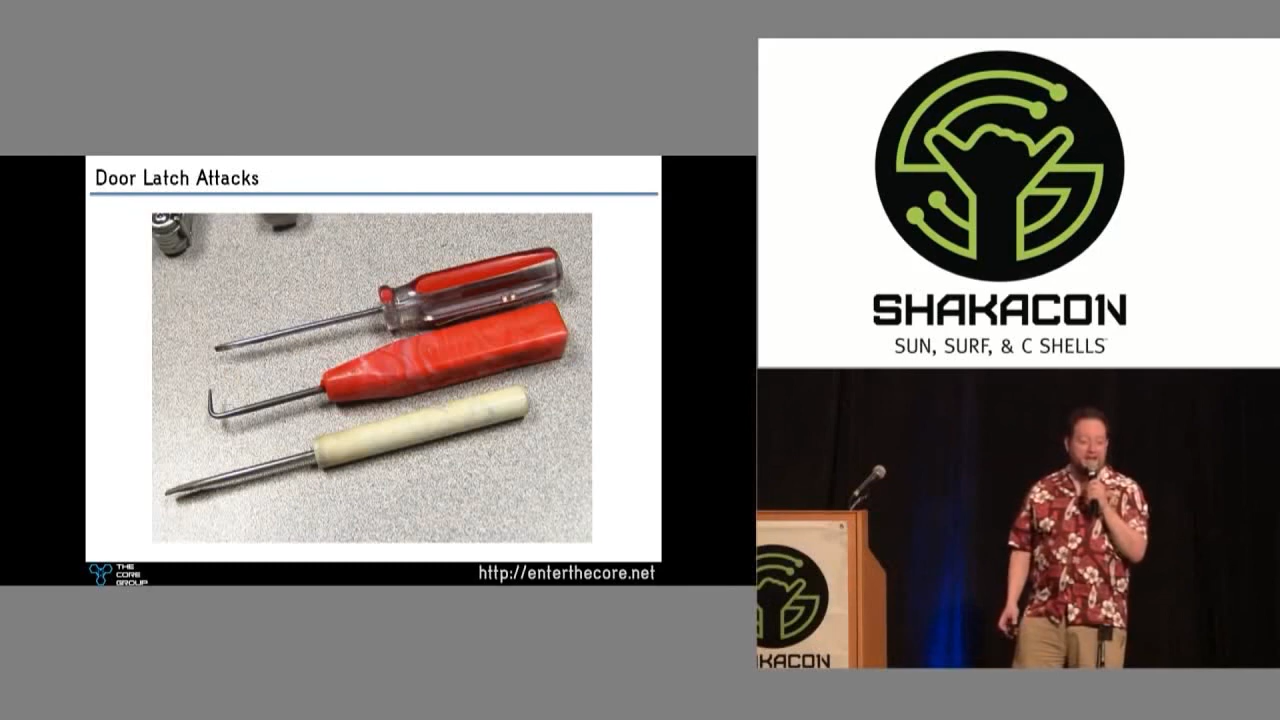 Door Latch Attacks
THE
CORE
GROUP
http://enterthecore.net
SHAKACON
SUN, SURF, & C SHELLS
SHAKACON